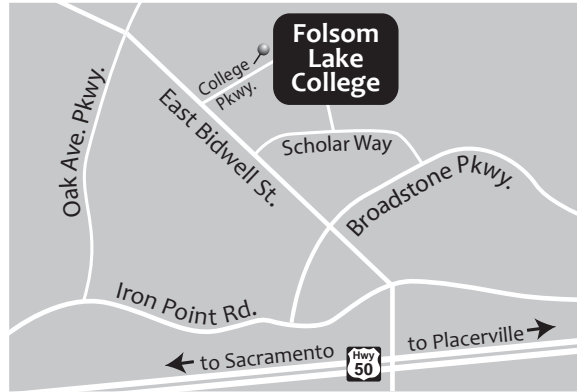 Folsom
Lake
College
College
Pkwy.
East Bidwell St.
Oak Ave. Pkwy.
Scholar Way
Broadstone Pkwy.
Iron Point Rd.
to Sacramento
Hwy
50
to Placerville